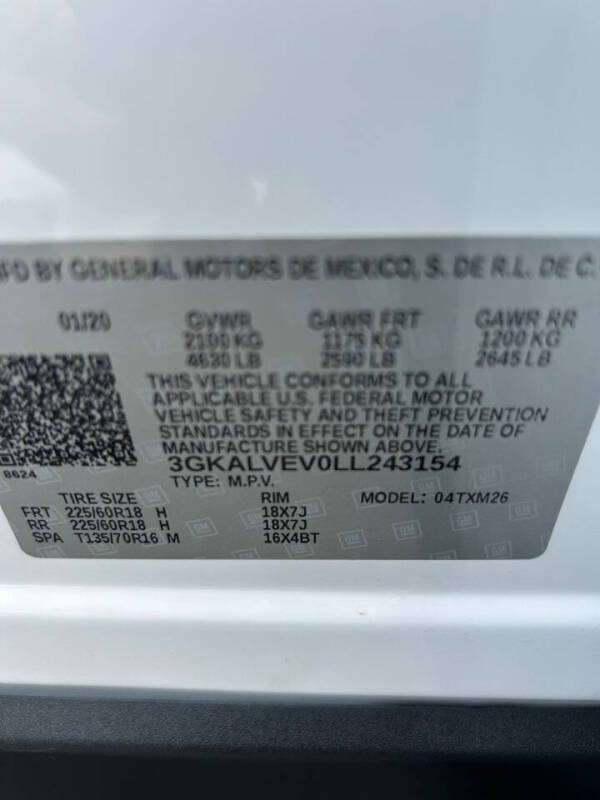 MFD BY GENERAL MOTORS DE MEXICO, S. DE R.L. DE C.
01/20 GVWR GAWR FRT GAWR RR
2100 KG 1175 KG 1200 KG
4630 LB 2590 LB 2645 LB
THIS VEHICLE CONFORMS TO ALL
APPLICABLE U.S. FEDERAL MOTOR
VEHICLE SAFETY AND THEFT PREVENTION
STANDARDS IN EFFECT ON THE DATE OF
MANUFACTURE SHOWN ABOVE.
8624 3GKALVEV0LL243154
TYPE: M.P.V.
TIRE SIZE RIM MODEL: 04TXM26
FRT 225/60R18 H 18X7J
RR 225/60R18 H 18X7J
SPA T135/70R16 M 16X4BT